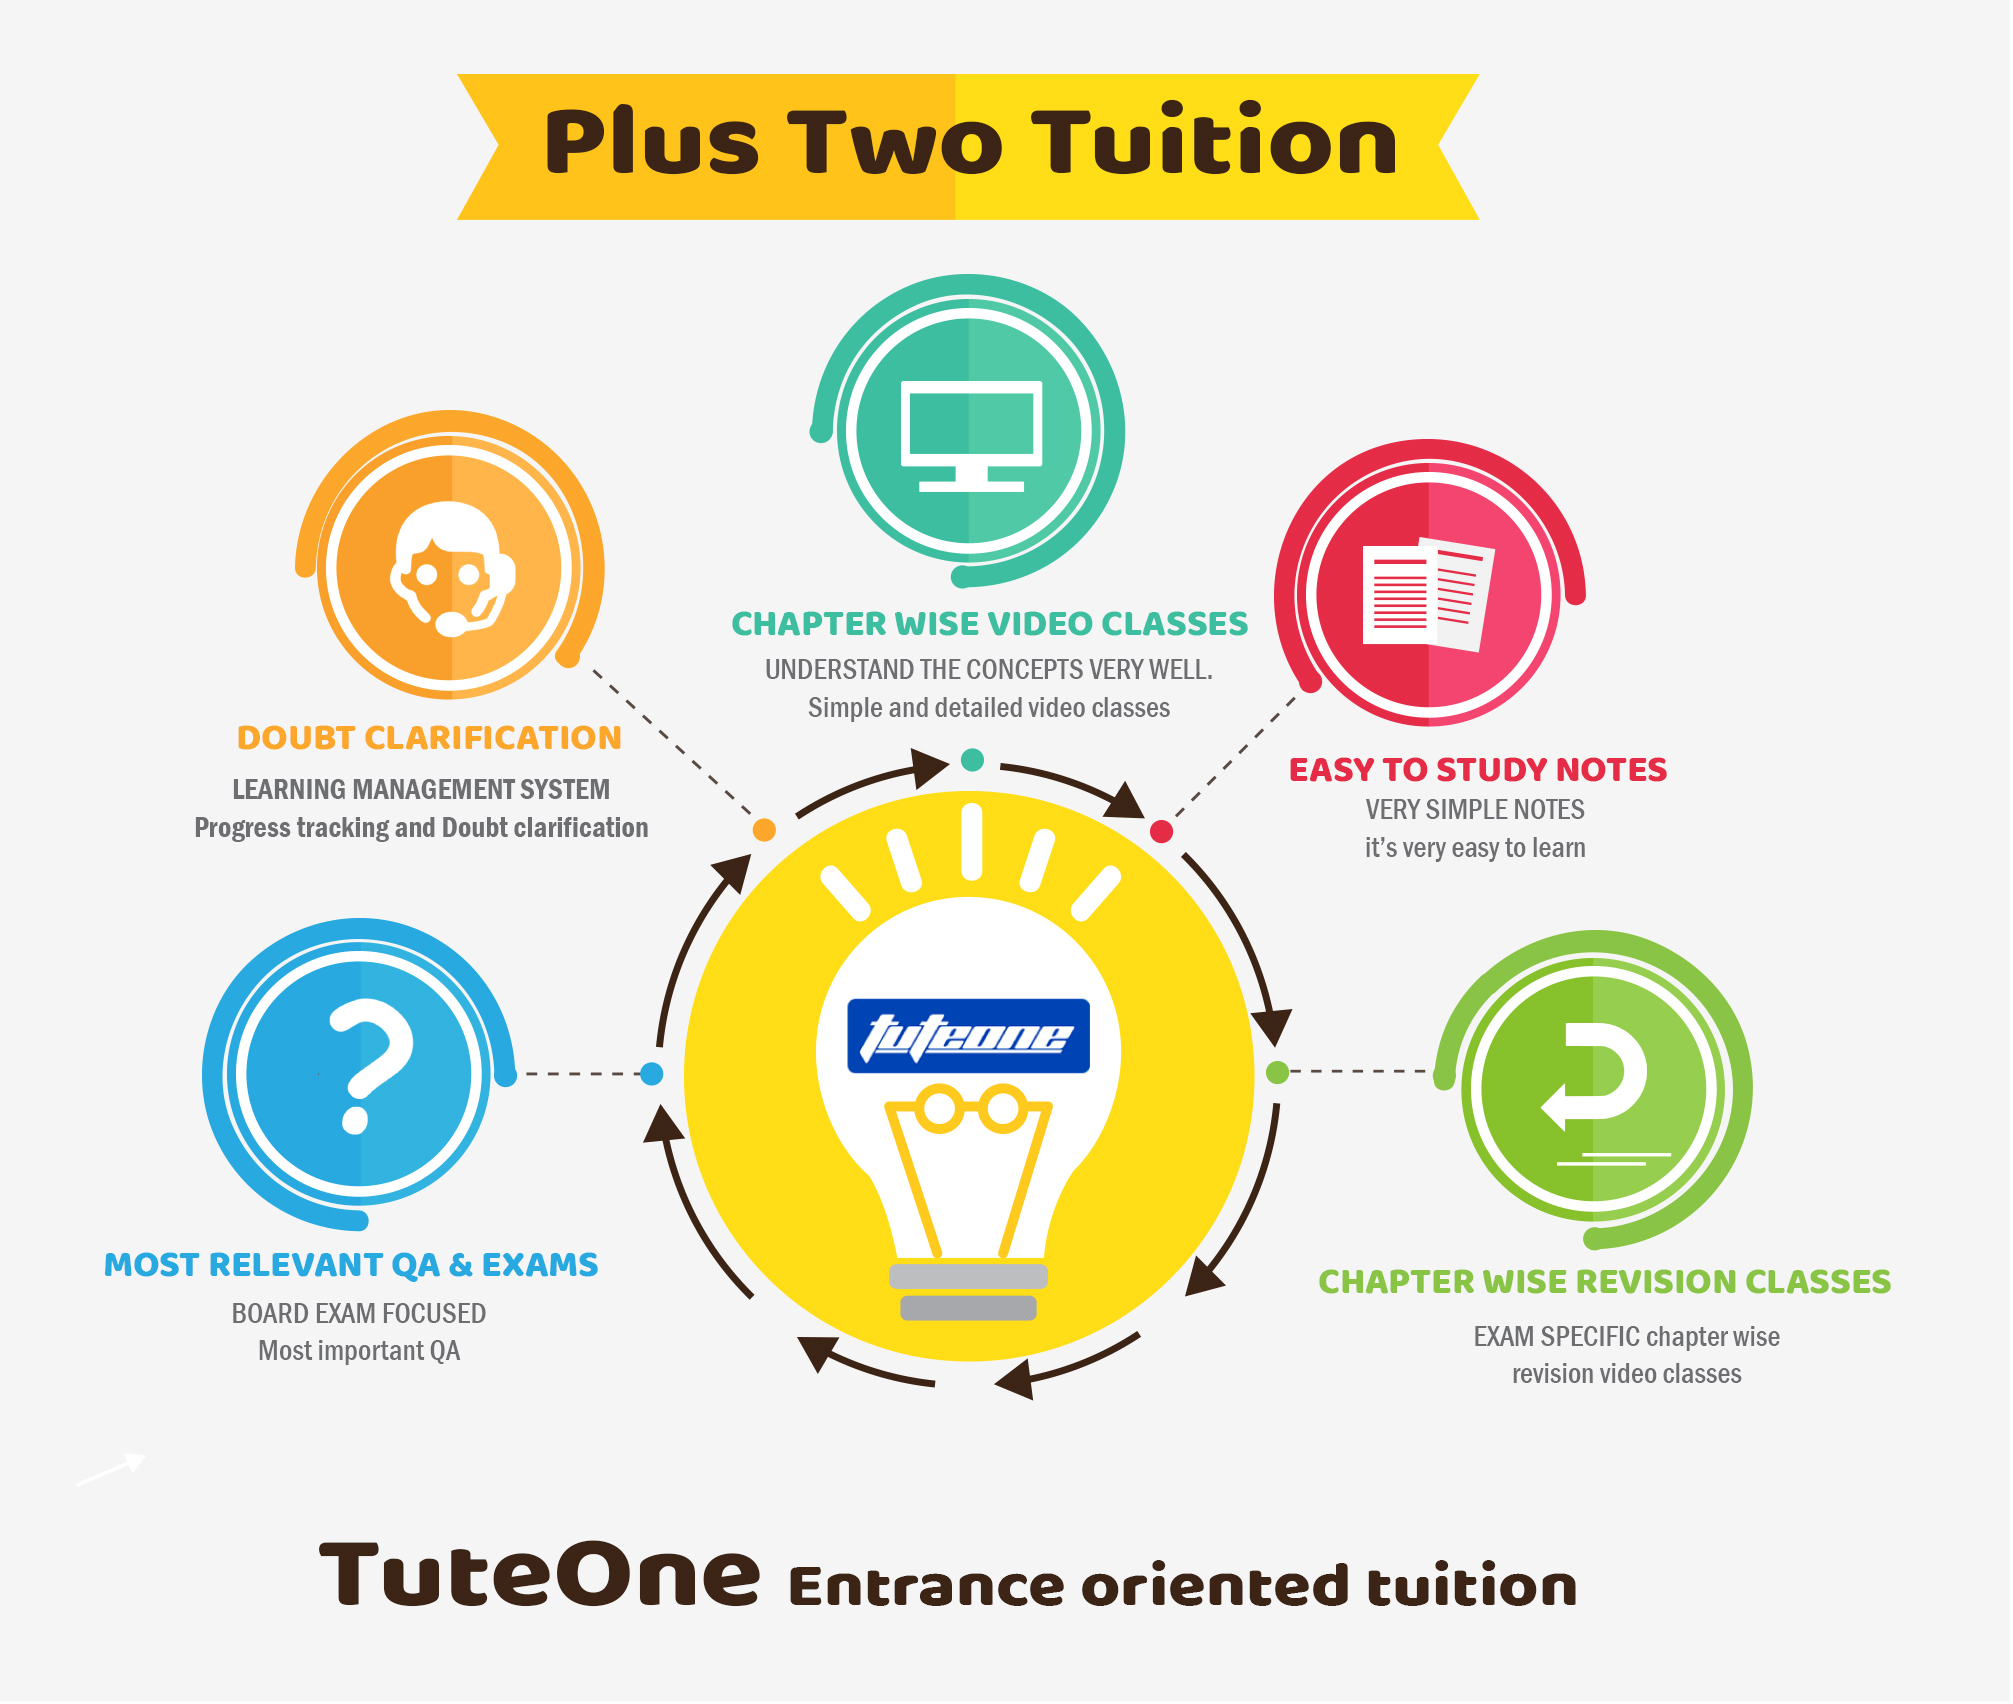 Plus Two Tuition
CHAPTER WISE VIDEO CLASSES
UNDERSTAND THE CONCEPTS VERY WELL.
Simple and detailed video classes
DOUBT CLARIFICATION
LEARNING MANAGEMENT SYSTEM
Progress tracking and Doubt clarification
EASY TO STUDY NOTES
VERY SIMPLE NOTES
it's very easy to learn
tuteone
MOST RELEVANT QA & EXAMS
BOARD EXAM FOCUSED
Most important QA
CHAPTER WISE REVISION CLASSES
EXAM SPECIFIC chapter wise
revision video classes
TuteOne Entrance oriented tuition